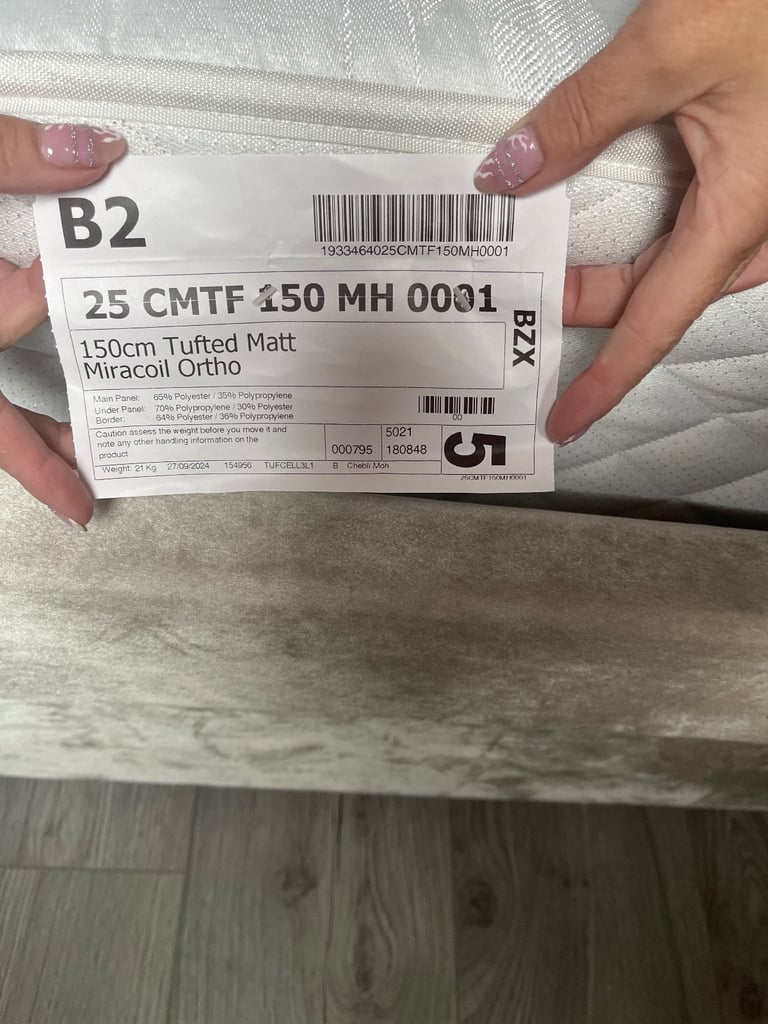 B2
1933464025CMTF150MH0001
25 CMTF 150 MH 0001
BZX
150cm Tufted Matt
Miracoil Ortho
Main Panel: 65% Polyester / 35% Polypropylene
Under Panel: 70% Polypropylene / 30% Polyester
Border: 64% Polyester / 36% Polypropylene
00
Caution assess the weight before you move it and
note any other handling information on the
product
000795
5021
180848
5
Weight: 21 Kg 27/09/2024 154956 TUFCELL3L1 B Chebli Moh
25CMTF150MH0001